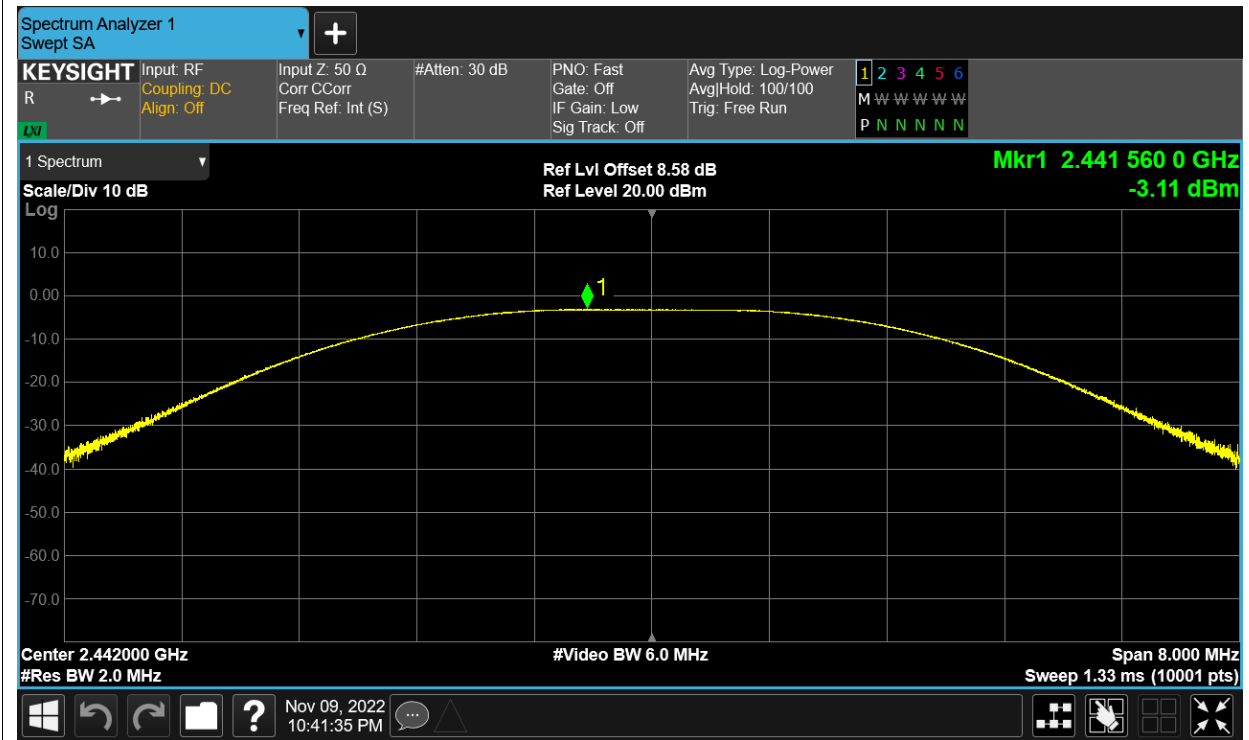 Spectrum Analyzer 1
Swept SA
KEYSIGHT
R
LXI
Input: RF
Coupling: DC
Align: Off
Input Z: 50 Ω
Corr CCorr
Freq Ref: Int (S)
#Atten: 30 dB
PNO: Fast
Gate: Off
IF Gain: Low
Sig Track: Off
Avg Type: Log-Power
Avg|Hold: 100/100
Trig: Free Run
1 2 3 4 5 6
M W W W W W
P N N N N N
1 Spectrum
Scale/Div 10 dB
Ref Lvl Offset 8.58 dB
Ref Level 20.00 dBm
Mkr1 2.441 560 0 GHz
-3.11 dBm
Log
10.0
0.00
-10.0
-20.0
-30.0
-40.0
-50.0
-60.0
-70.0
1
Center 2.442000 GHz
#Video BW 6.0 MHz
Span 8.000 MHz
#Res BW 2.0 MHz
Sweep 1.33 ms (10001 pts)
?
Nov 09, 2022
10:41:35 PM